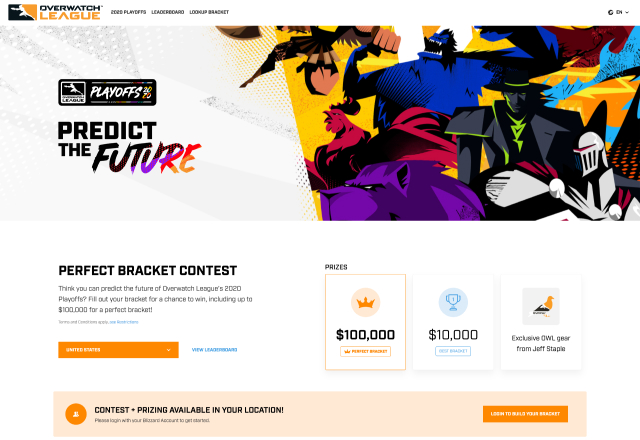 OVERWATCH
LEAGUE
2020 PLAYOFFS
LEADERBOARD
LOOKUP BRACKET
EN
OVERWATCH
LEAGUE
PLAYOFFS
PREDICT
THE FUTURE
PERFECT BRACKET CONTEST
Think you can predict the future of Overwatch League's 2020
Playoffs? Fill out your bracket for a chance to win, including up to
$100,000 for a perfect bracket!
Terms and Conditions apply, see Restrictions
UNITED STATES
VIEW LEADERBOARD
PRIZES
$100,000
PERFECT BRACKET
$10,000
BEST BRACKET
Exclusive OWL gear
from Jeff Staple
CONTEST + PRIZING AVAILABLE IN YOUR LOCATION!
Please login with your Blizzard Account to get started.
LOGIN TO BUILD YOUR BRACKET